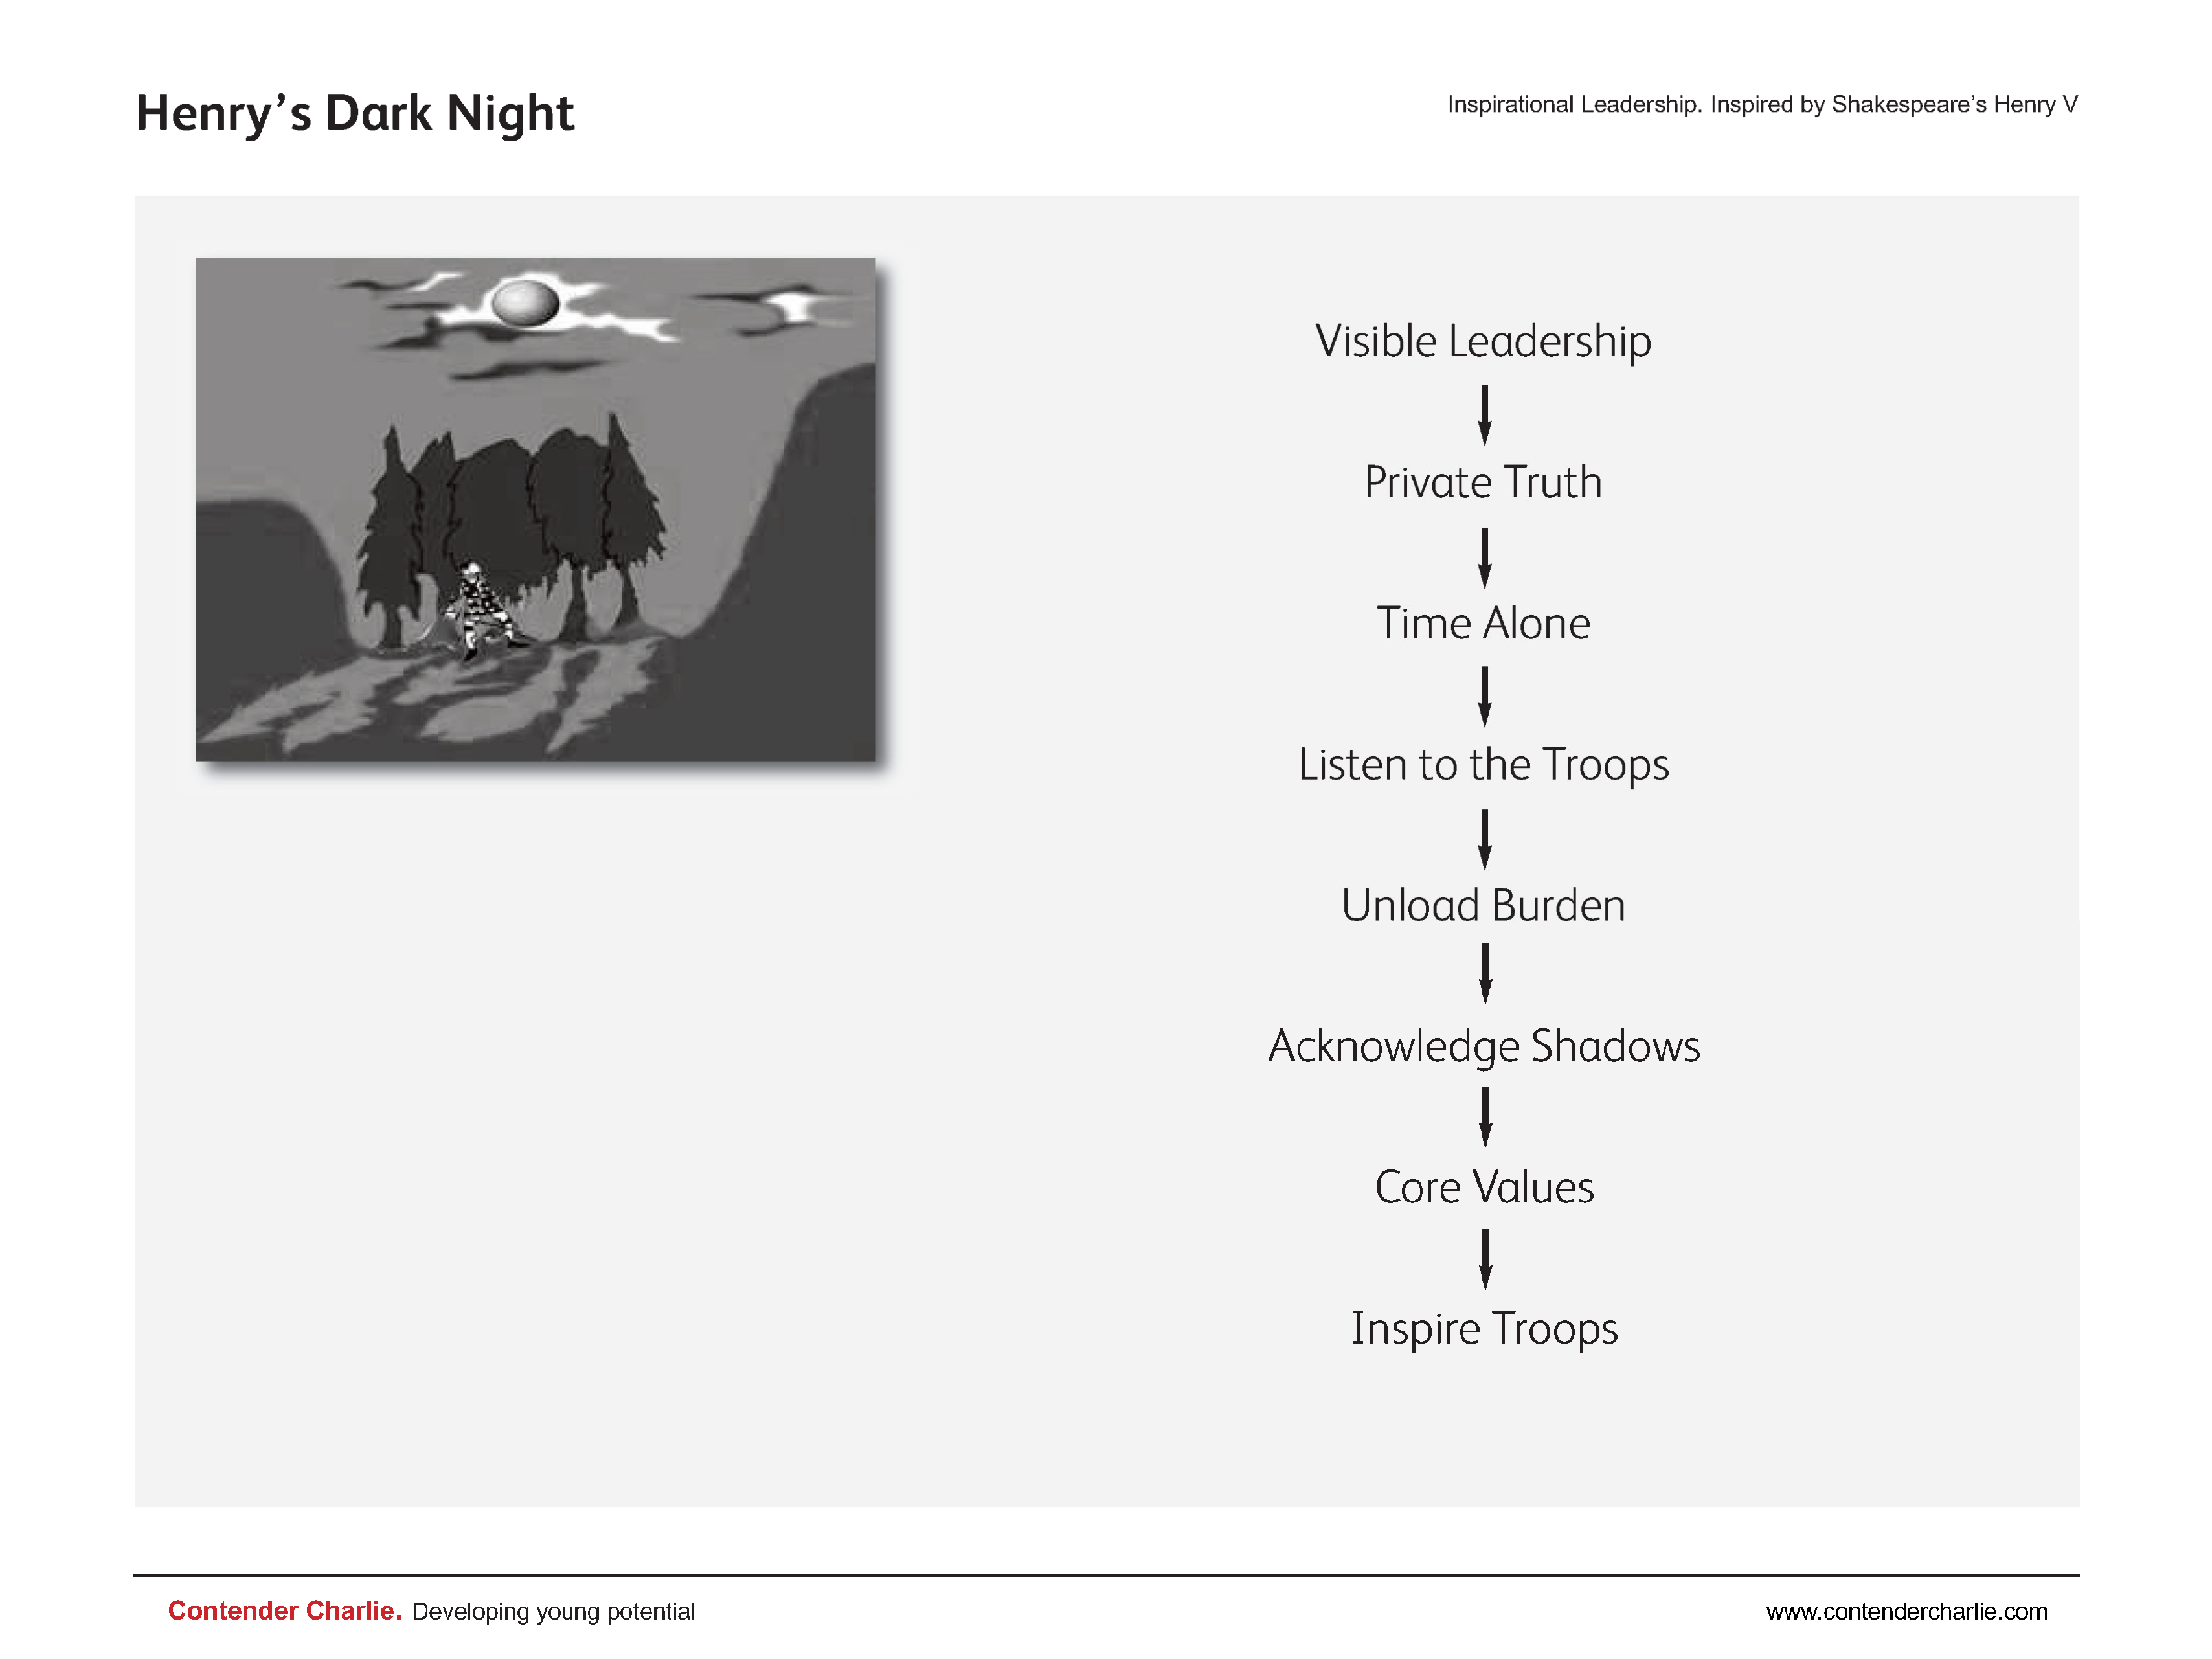 Henry’s Dark Night
Inspirational Leadership. Inspired by Shakespeare’s Henry V
Visible Leadership
Private Truth
Time Alone
Listen to the Troops
Unload Burden
Acknowledge Shadows
Core Values
Inspire Troops
Contender Charlie. Developing young potential
www.contendercharlie.com